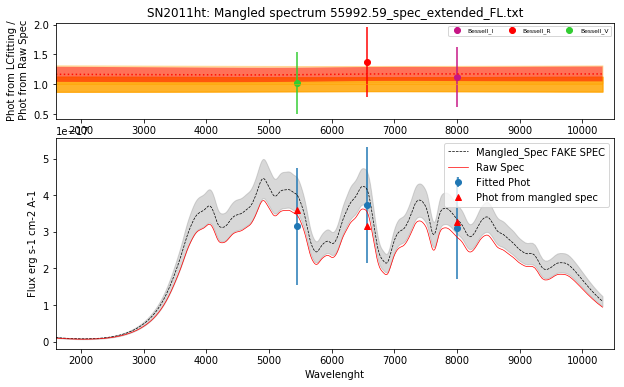 SN2011ht: Mangled spectrum 55992.59_spec_extended_FL.txt
Phot from LCfitting /
Phot from Raw Spec
2.0
1.5
1.0
0.5
Bessell_I
Bessell_R
Bessell_V
2000 3000 4000 5000 6000 7000 8000 9000 10000
Flux erg s-1 cm-2 A-1
5
4
3
2
1
0
Mangled_Spec FAKE SPEC
Raw Spec
Fitted Phot
Phot from mangled spec
2000 3000 4000 5000 6000 7000 8000 9000 10000
Wavelenght